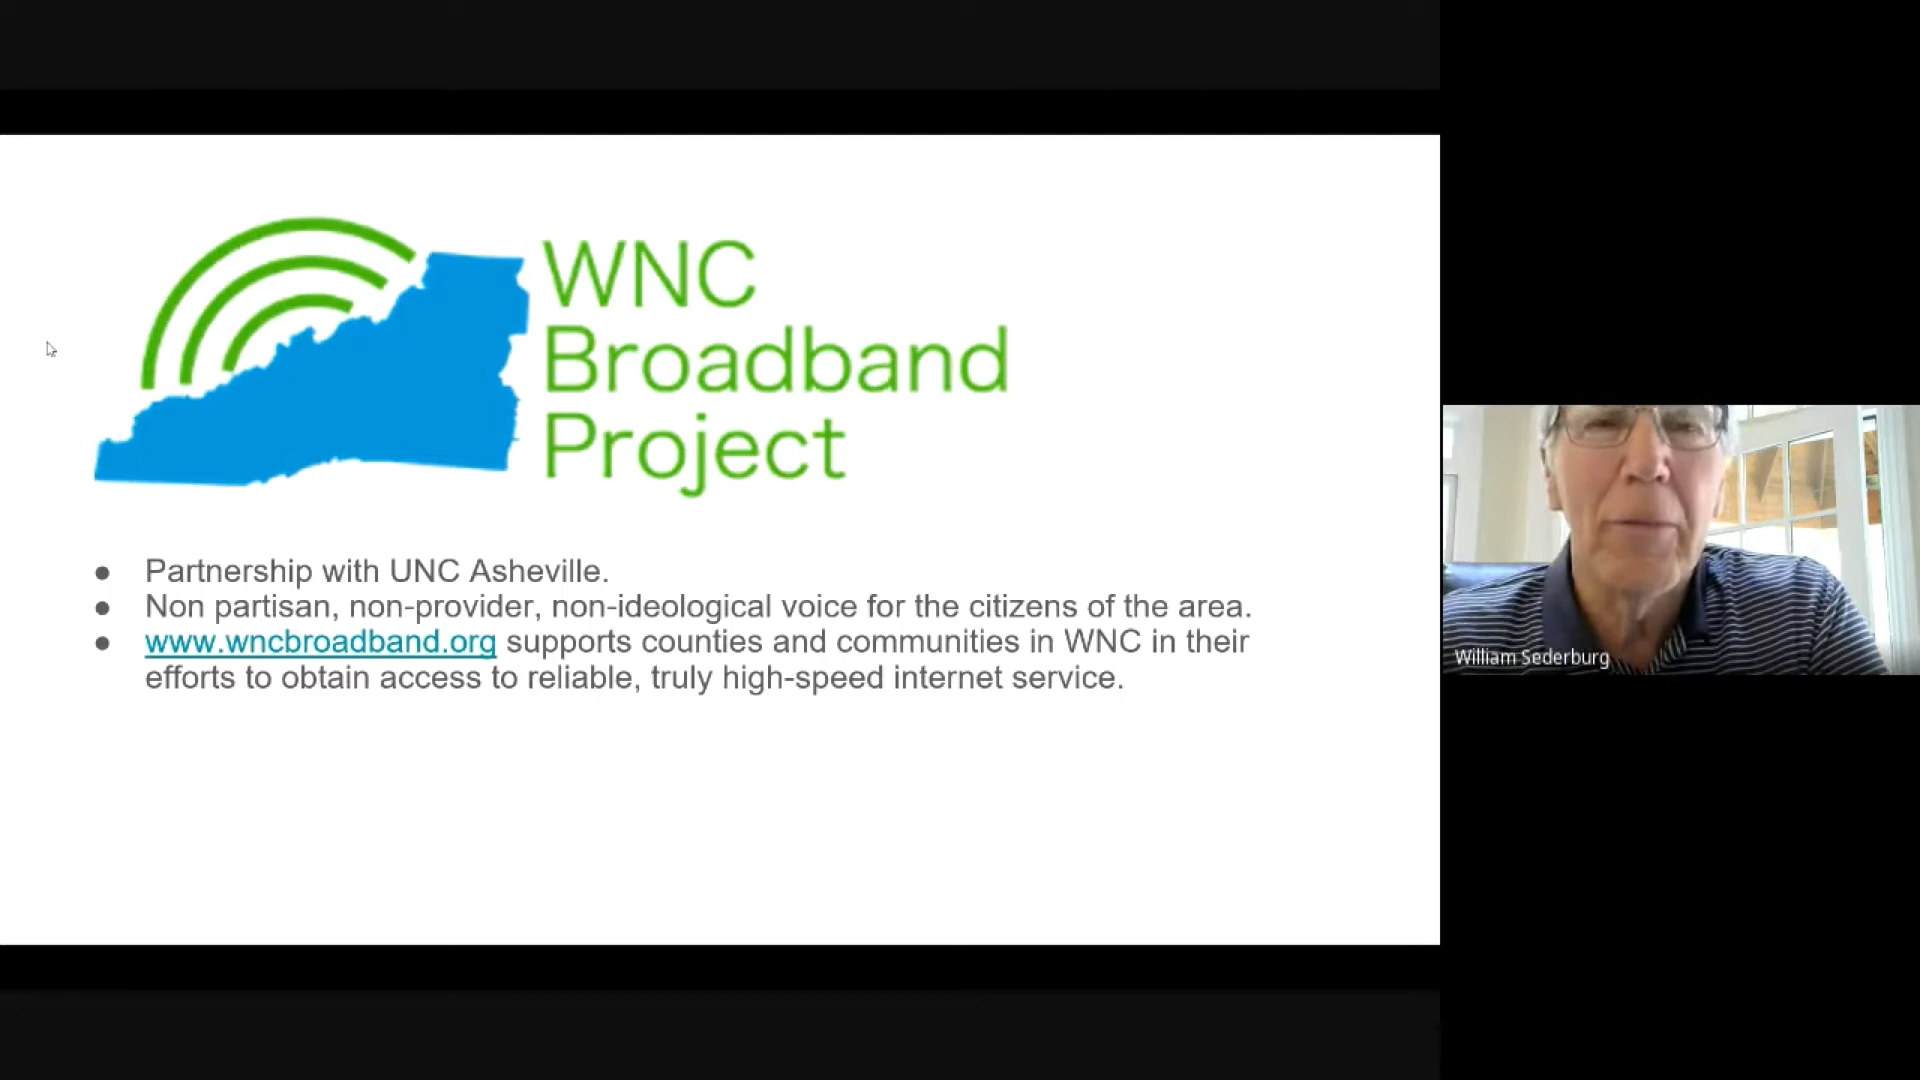 WNC
Broadband
Project
● Partnership with UNC Asheville.
● Non partisan, non-provider, non-ideological voice for the citizens of the area.
● www.wncbroadband.org supports counties and communities in WNC in their
efforts to obtain access to reliable, truly high-speed internet service.
William Sederburg